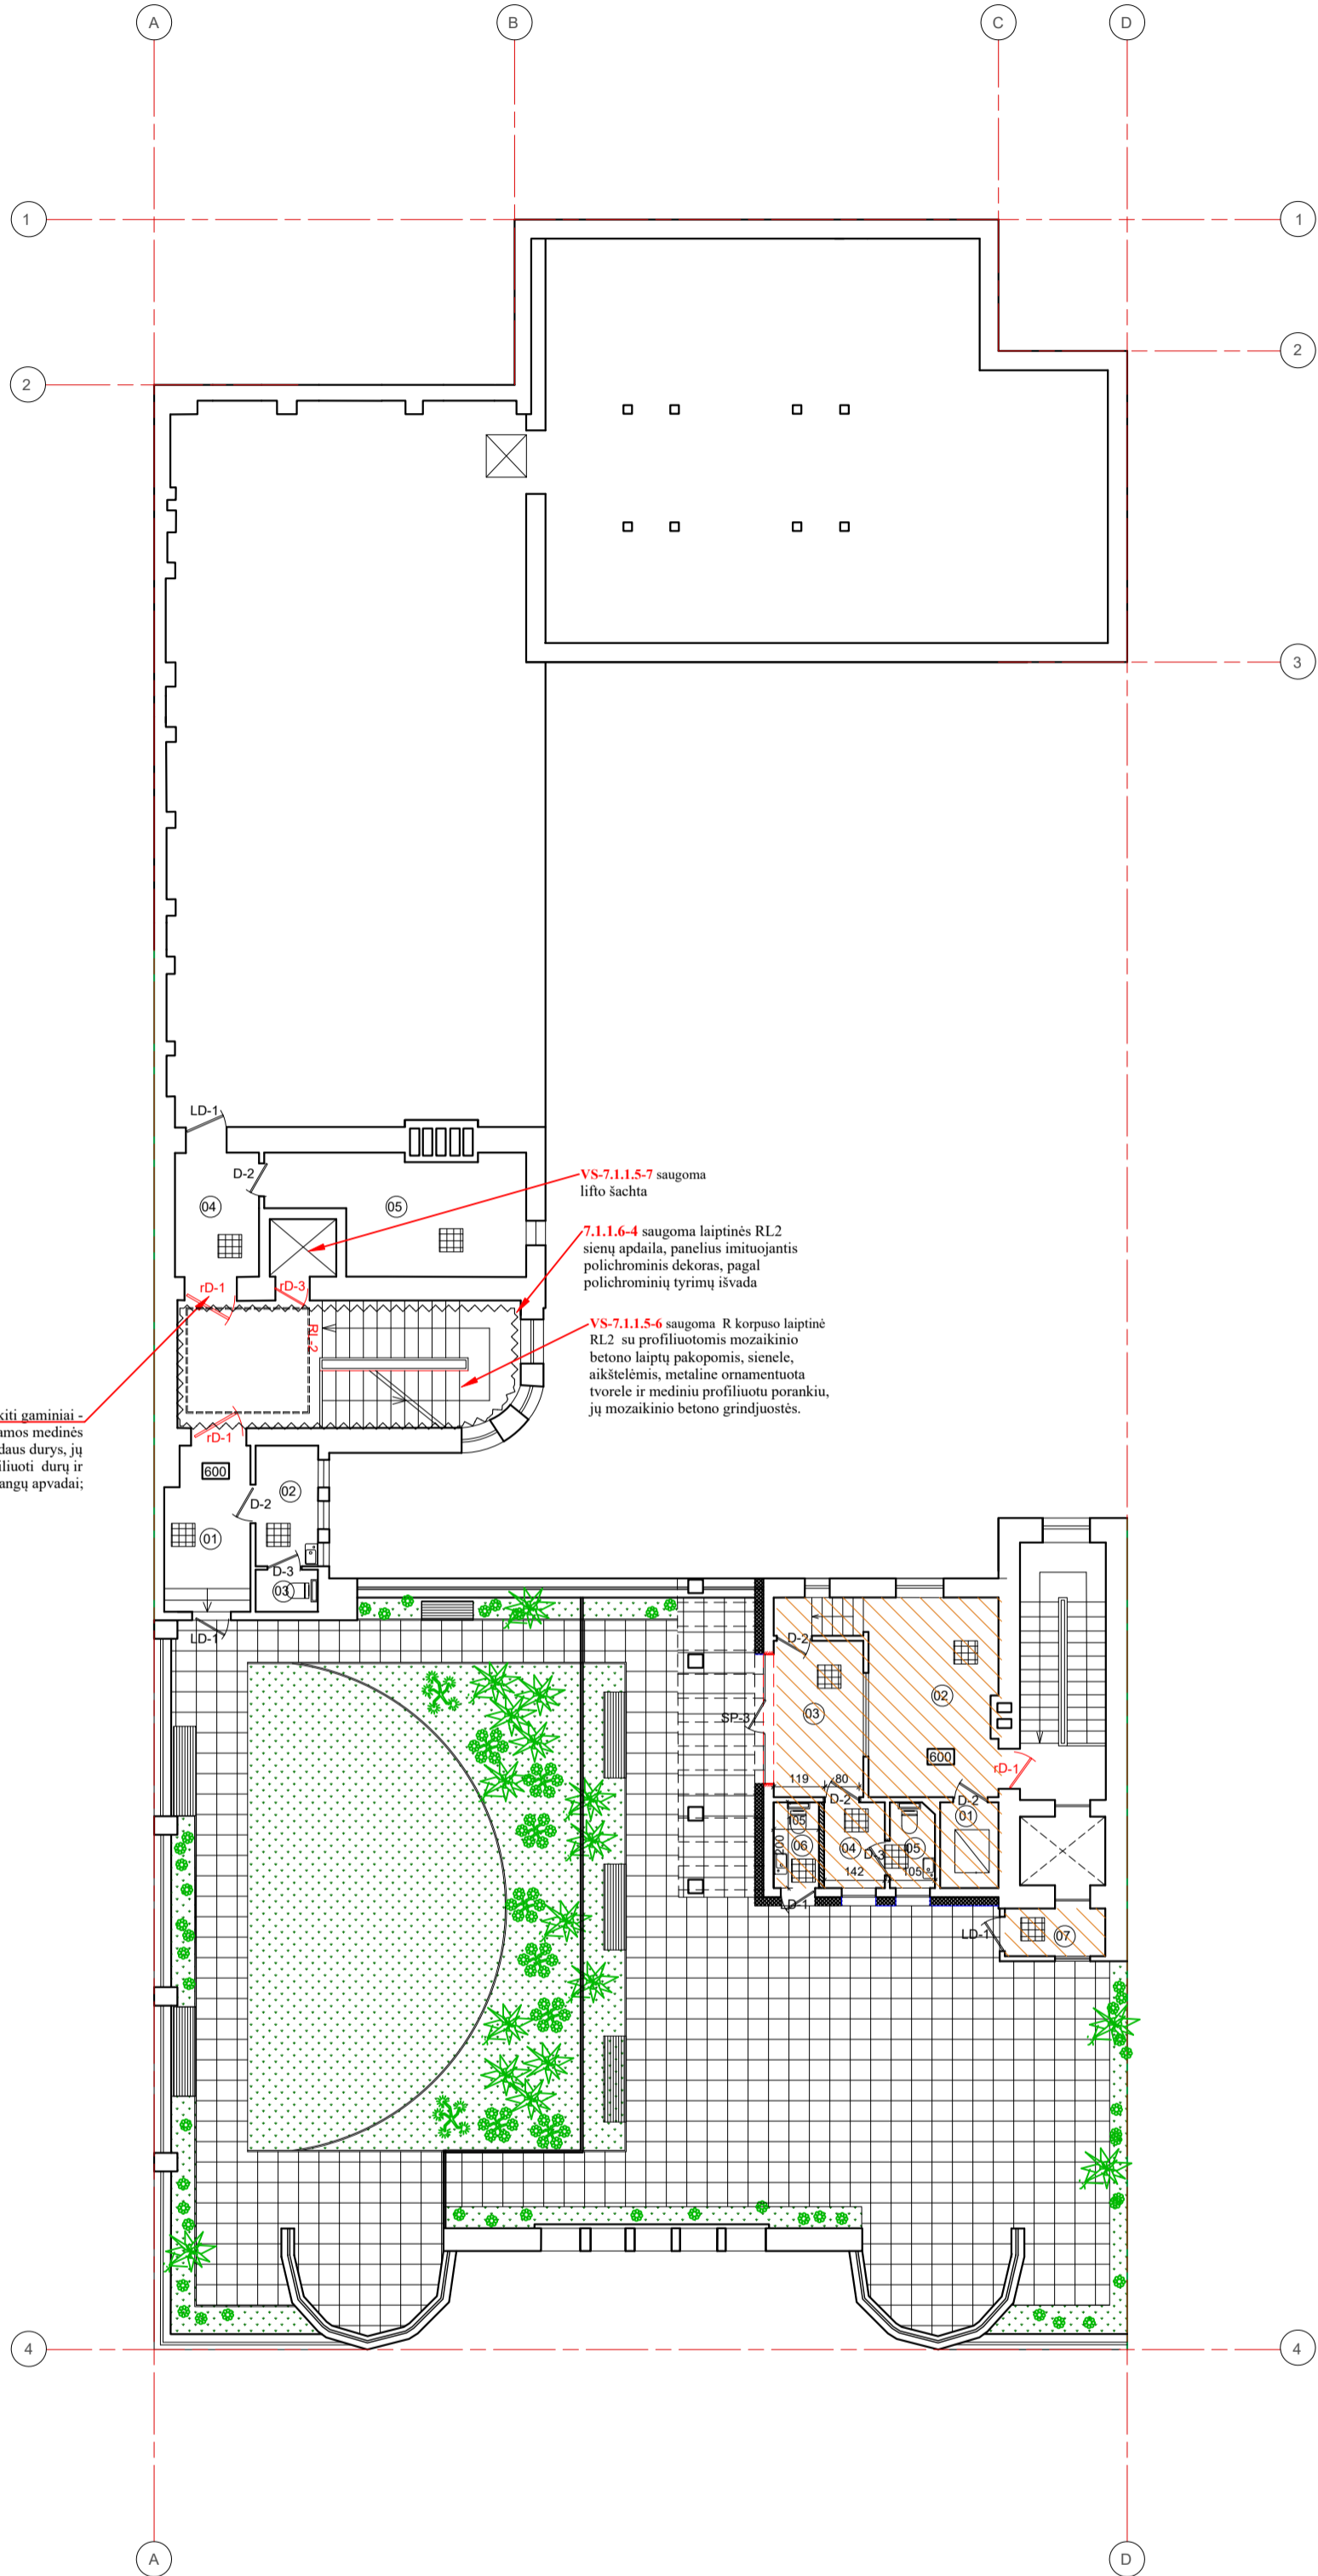 A
B
C
D
1
1
2
2
3
LD-1
D-2
04
05
VS-7.1.1.5-7 saugoma
lifto šachta
7.1.1.6-4 saugoma laiptinės RL2
sienų apdaila, panelius imituojantis
polichrominis dekoras, pagal
polichrominių tyrimų išvada
rD-1
rD-3
RL-2
VS-7.1.1.5-6 saugoma R korpuso laiptinė
RL2 su profiliuotomis mozaikinio
betono laiptų pakopomis, sienele,
aikštelėmis, metaline ornamentuota
tvorele ir mediniu profiliuotu porankiu,
jų mozaikinio betono grindjuostės.
kiti gaminiai -
amos medinės
daus durys, jų
iliuoti durų ir
angų apvadai;
rD-1
600
02
D-2
01
D-3
03
LD-1
D-2
02
03
SP-3
600
rD-1
119
80
D-2
D-2
01
105
200
06
04
D-3
05
142
105
LD-1
LD-1
07
4
4
A
D